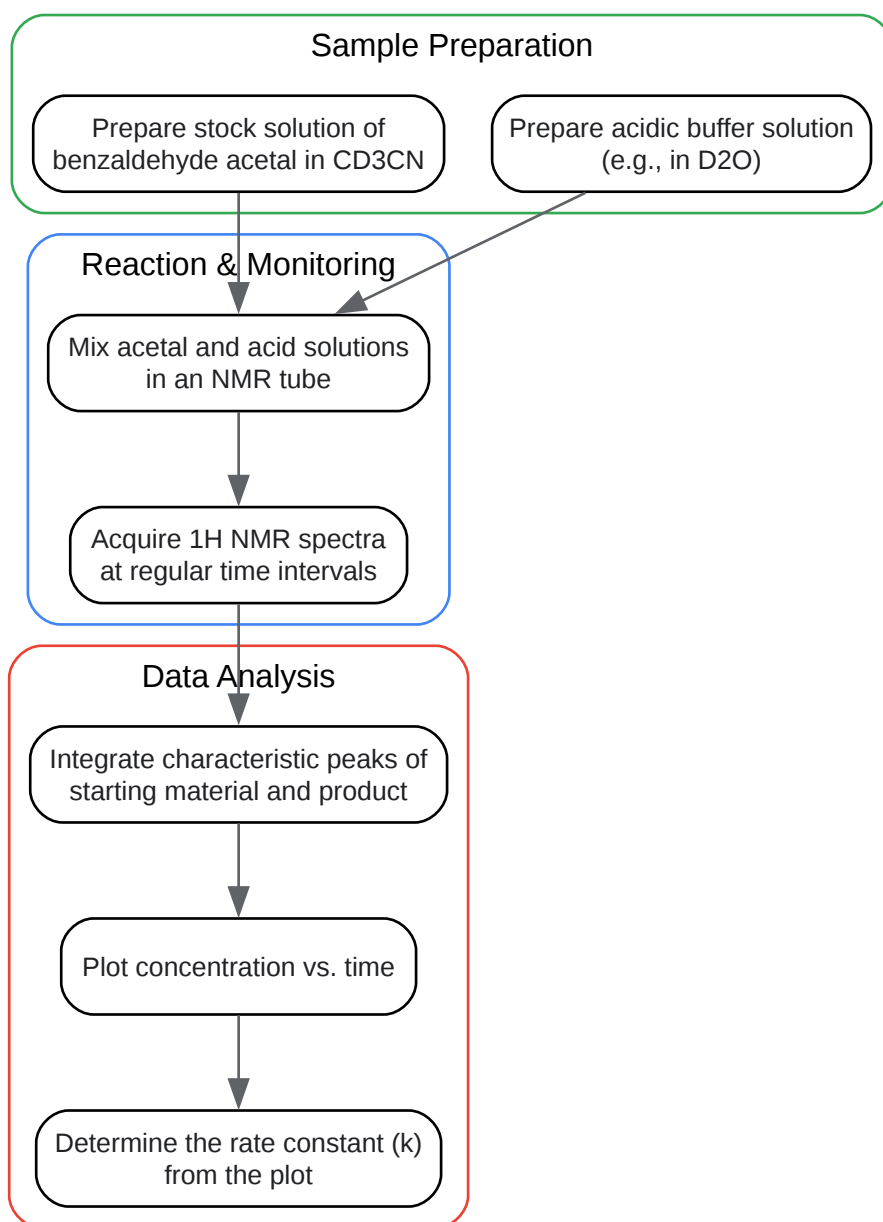 Sample Preparation
Prepare stock solution of
benzaldehyde acetal in CD3CN
Prepare acidic buffer solution
(e.g., in D2O)
Reaction & Monitoring
Mix acetal and acid solutions
in an NMR tube
Acquire 1H NMR spectra
at regular time intervals
Data Analysis
Integrate characteristic peaks of
starting material and product
Plot concentration vs. time
Determine the rate constant (k)
from the plot